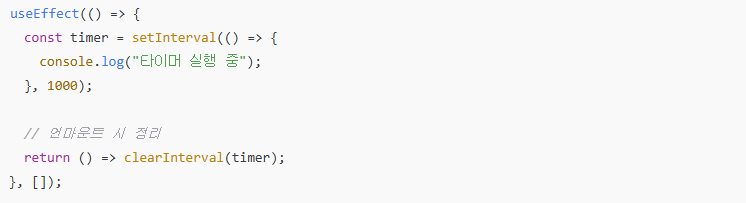 useEffect(() => {
  const timer = setInterval(() => {
    console.log("타이머 실행 중");
  }, 1000);

  // 언마운트 시 정리
  return () => clearInterval(timer);
}, []);